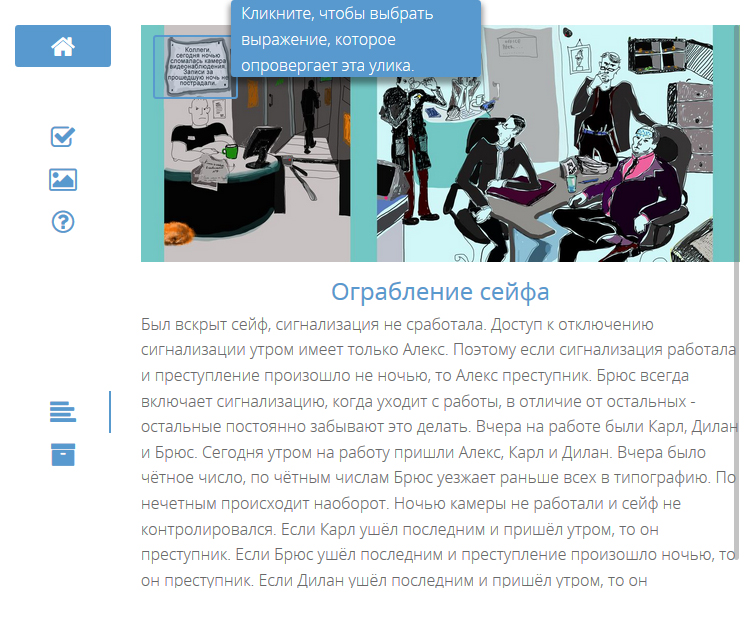 Кликните, чтобы выбрать
выражение, которое
опровергает эта улика.
Коллеги,
сегодня ночью
сломалась камера
видеонаблюдения.
Записи за
прошедшую ночь не
пострадали.
Ограбление сейфа
Был вскрыт сейф, сигнализация не сработала. Доступ к отключению
сигнализации утром имеет только Алекс. Поэтому если сигнализация работала
и преступление произошло не ночью, то Алекс преступник. Брюс всегда
включает сигнализацию, когда уходит с работы, в отличие от остальных -
остальные постоянно забывают это делать. Вчера на работе были Карл, Дилан
и Брюс. Сегодня утром на работу пришли Алекс, Карл и Дилан. Вчера было
чётное число, по чётным числам Брюс уезжает раньше всех в типографию. По
нечетным происходит наоборот. Ночью камеры не работали и сейф не
контролировался. Если Карл ушёл последним и пришёл утром, то он
преступник. Если Брюс ушёл последним и преступление произошло ночью, то
он преступник. Если Дилан ушёл последним и пришёл утром, то он